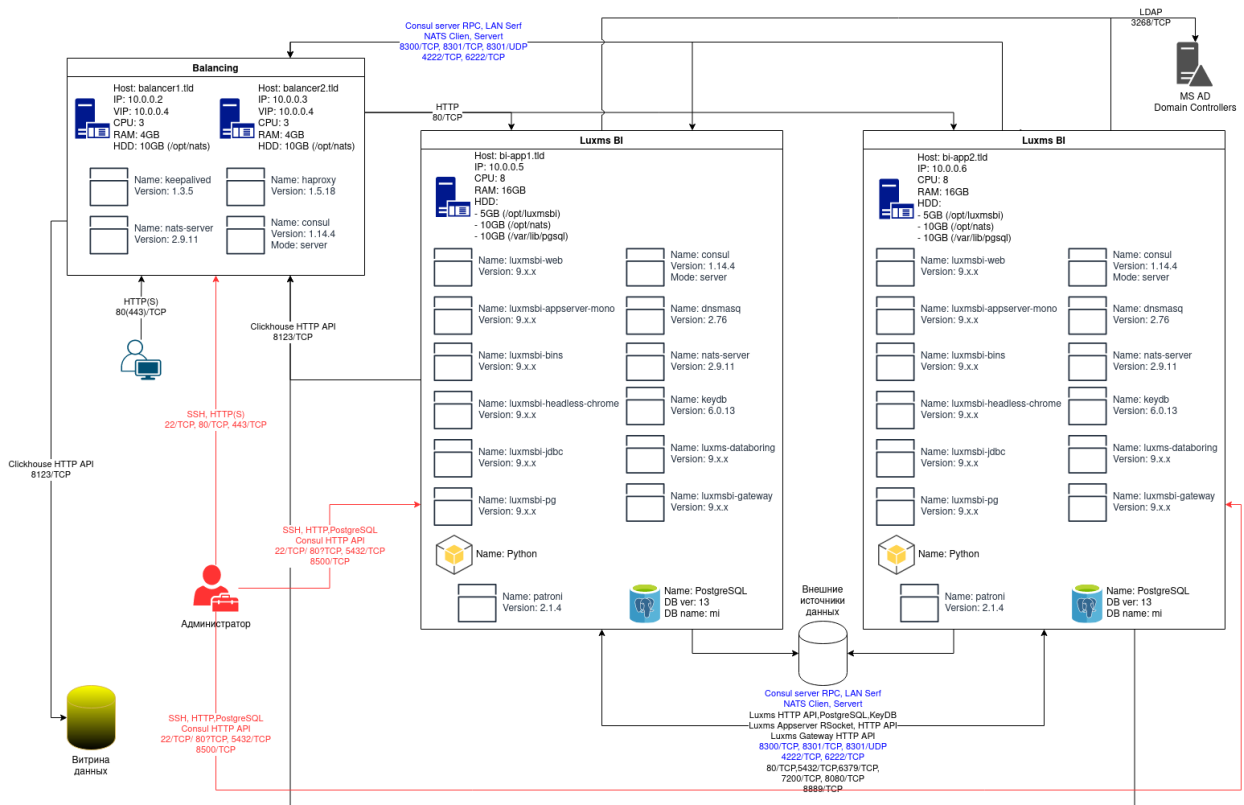 LDAP
3268/TCP
Consul server RPC, LAN Serf
NATS Clien, Servert
8300/TCP, 8301/TCP, 8301/UDP
4222/TCP, 6222/TCP
MS AD
Domain Controllers
HTTP
80/TCP
Balancing
Host: balancer1.tld
IP: 10.0.0.2
VIP: 10.0.0.4
CPU: 3
RAM: 4GB
HDD: 10GB (/opt/nats)
Host: balancer2.tld
IP: 10.0.0.3
VIP: 10.0.0.4
CPU: 3
RAM: 4GB
HDD: 10GB (/opt/nats)
Name: keepalived
Version: 1.3.5
Name: haproxy
Version: 1.5.18
Name: nats-server
Version: 2.9.11
Name: consul
Version: 1.14.4
Mode: server
HTTP(S)
80(443)/TCP
Clickhouse HTTP API
8123/TCP
SSH, HTTP(S)
22/TCP, 80/TCP, 443/TCP
Clickhouse HTTP API
8123/TCP
SSH, HTTP,PostgreSQL
Consul HTTP API
22/TCP/ 80?TCP, 5432/TCP
8500/TCP
Администратор
SSH, HTTP,PostgreSQL
Consul HTTP API
22/TCP/ 80?TCP, 5432/TCP
8500/TCP
Витрина
данных
Luxms BI
Host: bi-app1.tld
IP: 10.0.0.5
CPU: 8
RAM: 16GB
HDD:
- 5GB (/opt/luxmsbi)
- 10GB (/opt/nats)
- 10GB (/var/lib/pgsql)
Name: luxmsbi-web
Version: 9.x.x
Name: consul
Version: 1.14.4
Mode: server
Name: luxmsbi-appserver-mono
Version: 9.x.x
Name: dnsmasq
Version: 2.76
Name: luxmsbi-bins
Version: 9.x.x
Name: nats-server
Version: 2.9.11
Name: luxmsbi-headless-chrome
Version: 9.x.x
Name: keydb
Version: 6.0.13
Name: luxmsbi-jdbc
Version: 9.x.x
Name: luxms-databoring
Version: 9.x.x
Name: luxmsbi-pg
Version: 9.x.x
Name: luxmsbi-gateway
Version: 9.x.x
Name: Python
Name: patroni
Version: 2.1.4
Name: PostgreSQL
DB ver: 13
DB name: mi
Luxms BI
Host: bi-app2.tld
IP: 10.0.0.6
CPU: 8
RAM: 16GB
HDD:
- 5GB (/opt/luxmsbi)
- 10GB (/opt/nats)
- 10GB (/var/lib/pgsql)
Name: luxmsbi-web
Version: 9.x.x
Name: consul
Version: 1.14.4
Mode: server
Name: luxmsbi-appserver-mono
Version: 9.x.x
Name: dnsmasq
Version: 2.76
Name: luxmsbi-bins
Version: 9.x.x
Name: nats-server
Version: 2.9.11
Name: luxmsbi-headless-chrome
Version: 9.x.x
Name: keydb
Version: 6.0.13
Name: luxmsbi-jdbc
Version: 9.x.x
Name: luxms-databoring
Version: 9.x.x
Name: luxmsbi-pg
Version: 9.x.x
Name: luxmsbi-gateway
Version: 9.x.x
Name: Python
Name: patroni
Version: 2.1.4
Name: PostgreSQL
DB ver: 13
DB name: mi
Внешние
источники
данных
Consul server RPC, LAN Serf
NATS Clien, Servert
Luxms HTTP API,PostgreSQL,KeyDB
Luxms Appserver RSocket, HTTP API
Luxms Gateway HTTP API
8300/TCP, 8301/TCP, 8301/UDP
4222/TCP, 6222/TCP
80/TCP,5432/TCP,6379/TCP,
7200/TCP, 8080/TCP
8889/TCP